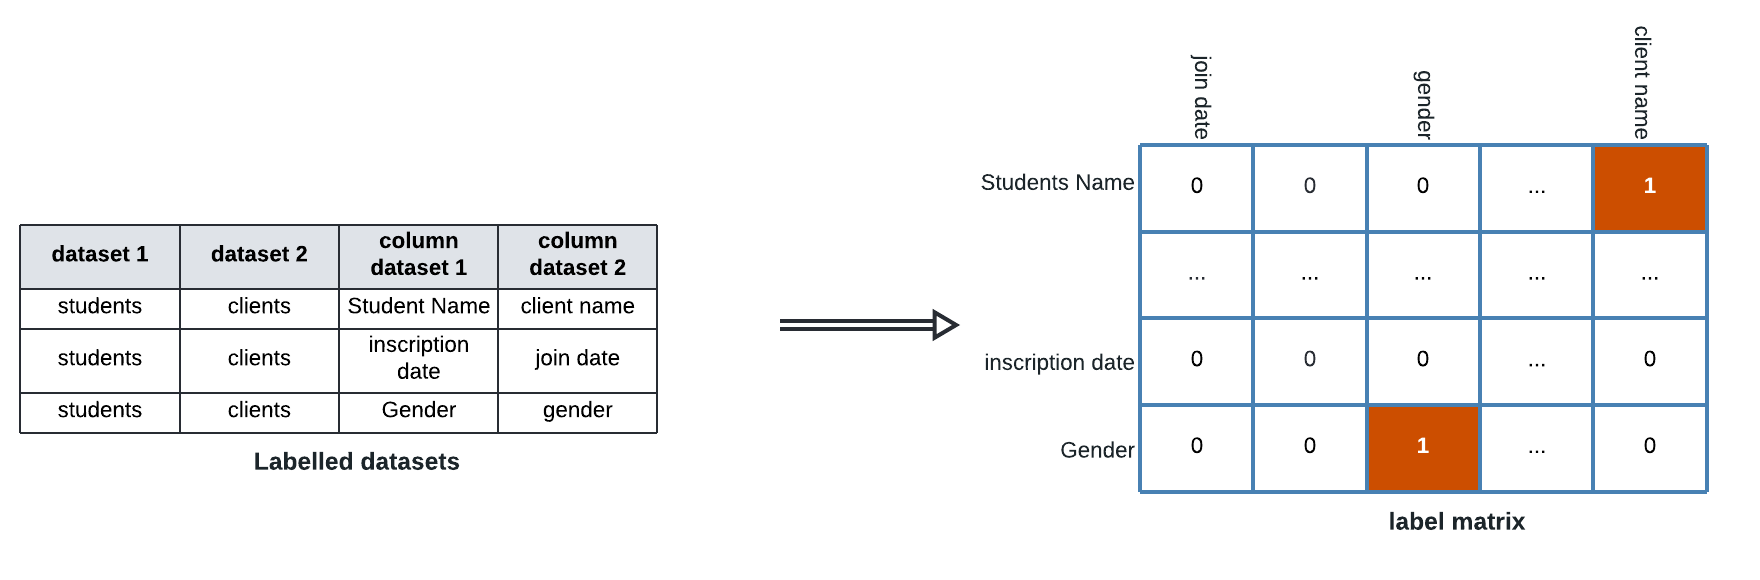 dataset 1 dataset 2 column dataset 1 column dataset 2
students clients Student Name client name
students clients inscription date join date
students clients Gender gender
Labelled datasets
join date gender client name
Students Name 0 0 0 ... 1
... ... ... ... ...
inscription date 0 0 0 ... 0
Gender 0 0 1 ... 0
label matrix